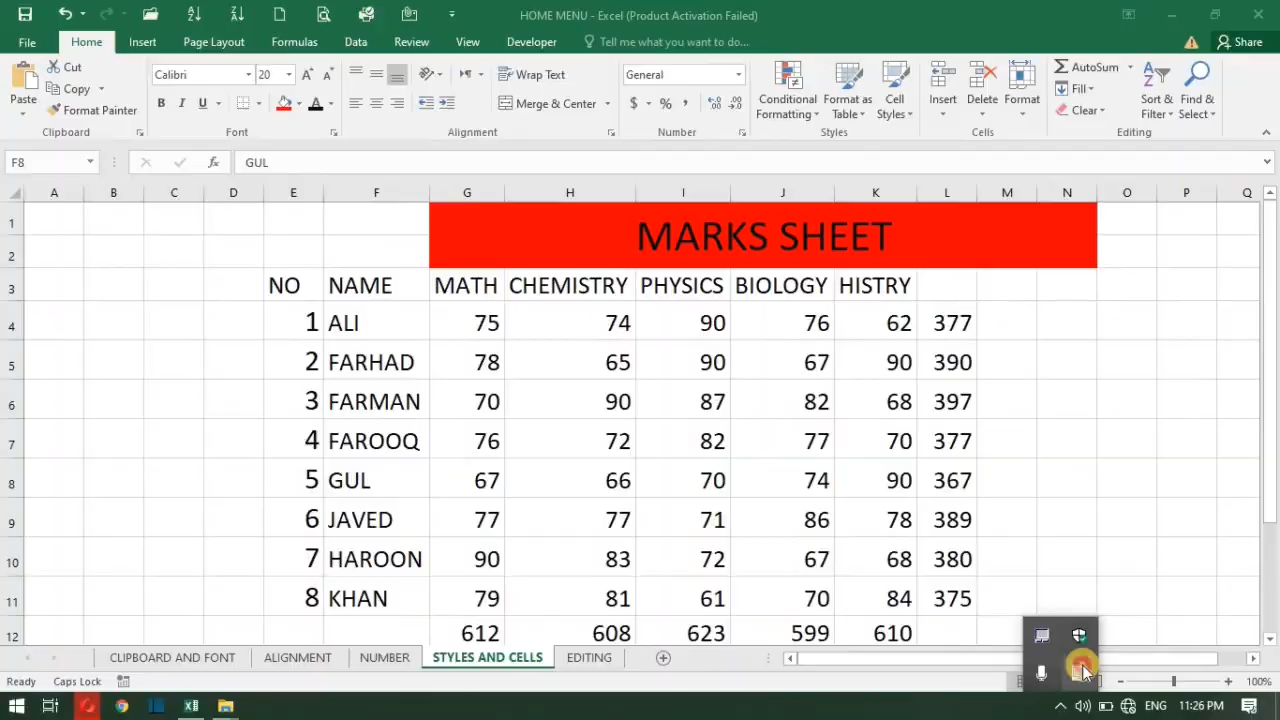 HOME MENU - Excel (Product Activation Failed)
File Home Insert Page Layout Formulas Data Review View Developer Tell me what you want to do... Share
Paste Cut Copy Format Painter Clipboard
Calibri 20 A A B I U A Font
Wrap Text Merge & Center Alignment
General $ % , Number
Conditional Formatting Format as Table Cell Styles Styles
Insert Delete Format Cells
AutoSum Fill Clear Sort & Filter Find & Select Editing
F8 fx GUL
A B C D E F G H I J K L M N O P Q
1 MARKS SHEET
2
3 NO NAME MATH CHEMISTRY PHYSICS BIOLOGY HISTRY
4 1 ALI 75 74 90 76 62 377
5 2 FARHAD 78 65 90 67 90 390
6 3 FARMAN 70 90 87 82 68 397
7 4 FAROOQ 76 72 82 77 70 377
8 5 GUL 67 66 70 74 90 367
9 6 JAVED 77 77 71 86 78 389
10 7 HAROON 90 83 72 67 68 380
11 8 KHAN 79 81 61 70 84 375
12 612 608 623 599 610
CLIPBOARD AND FONT ALIGNMENT NUMBER STYLES AND CELLS EDITING
Ready Caps Lock 100%
ENG 11:26 PM